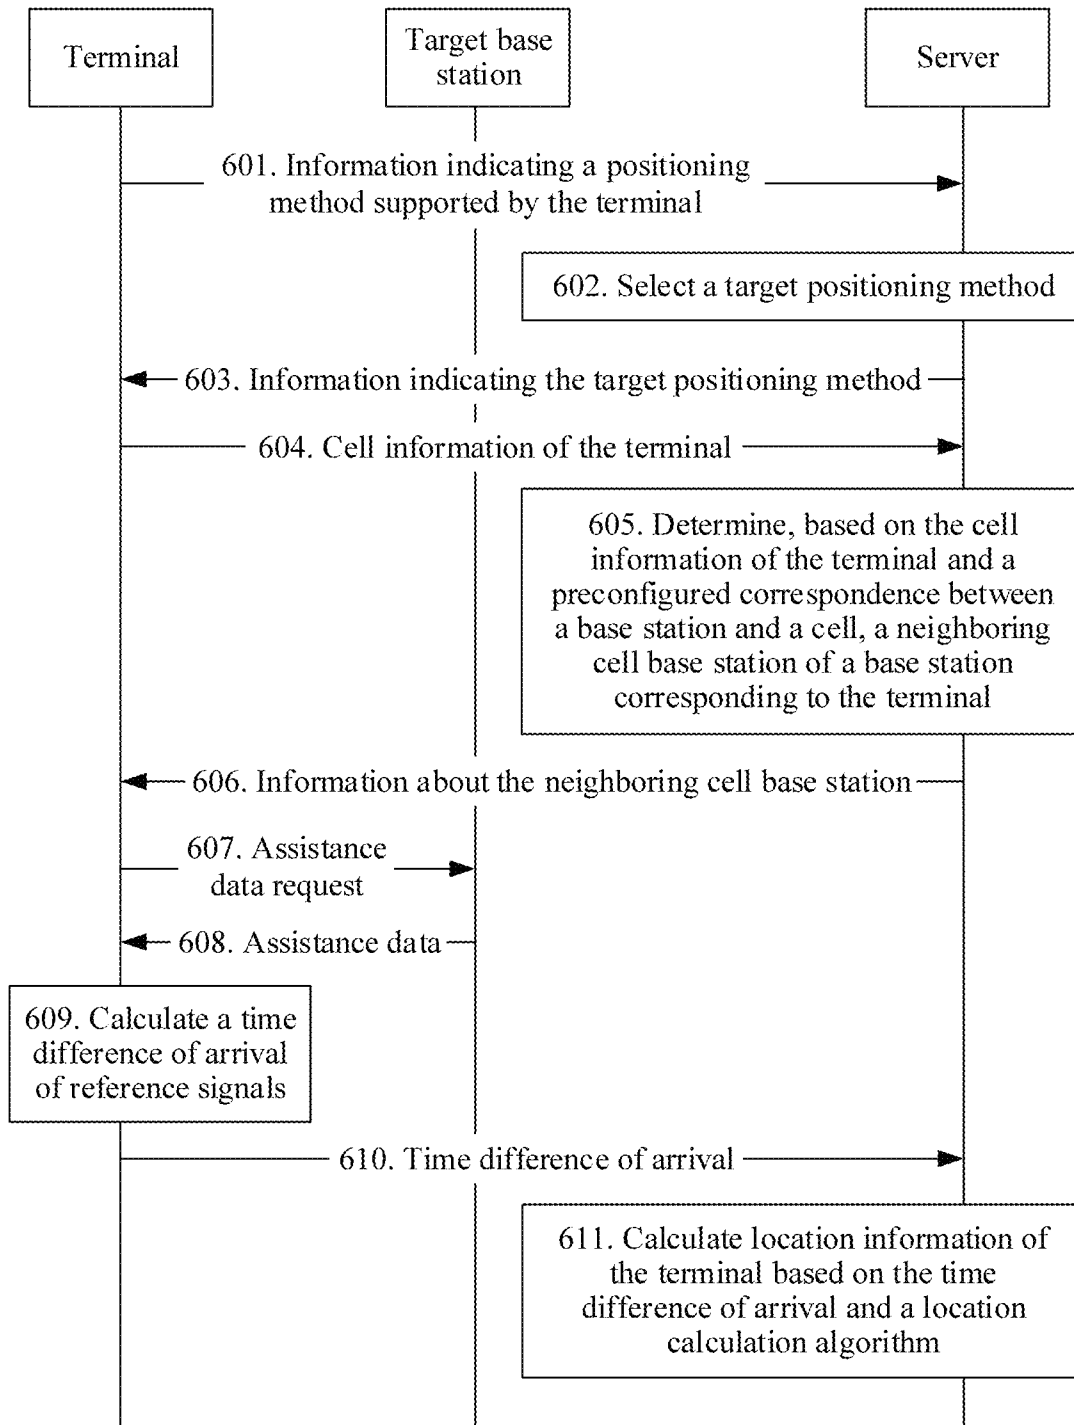 Terminal
Target base
station
Server
601. Information indicating a positioning
method supported by the terminal
602. Select a target positioning method
603. Information indicating the target positioning method
604. Cell information of the terminal
605. Determine, based on the cell
information of the terminal and a
preconfigured correspondence between
a base station and a cell, a neighboring
cell base station of a base station
corresponding to the terminal
606. Information about the neighboring cell base station
607. Assistance
data request
608. Assistance data
609. Calculate a time
difference of arrival
of reference signals
610. Time difference of arrival
611. Calculate location information of
the terminal based on the time
difference of arrival and a location
calculation algorithm